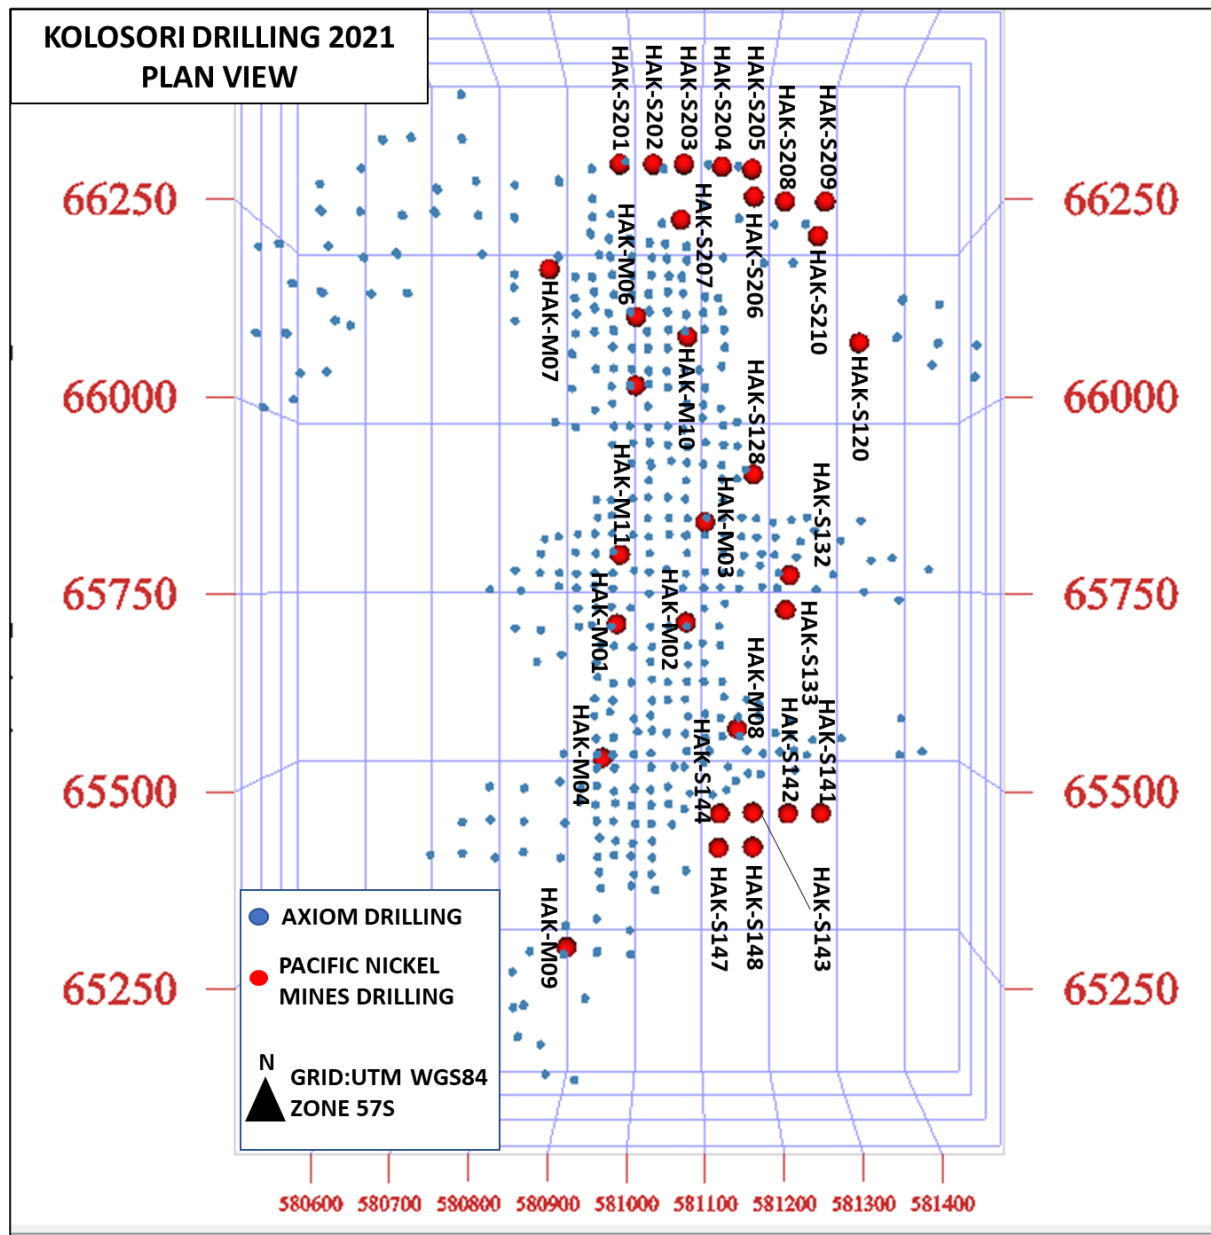 KOLOSORI DRILLING 2021
PLAN VIEW
HAK-S201
HAK-S202
HAK-S203
HAK-S204
HAK-S205
HAK-S208
HAK-S209
66250
66250
HAK-M06
HAK-S207
HAK-S206
HAK-S210
HAK-M07
HAK-M10
HAK-S128
HAK-S120
66000
66000
HAK-M11
HAK-M03
HAK-S132
65750
65750
HAK-M01
HAK-M02
HAK-S133
HAK-M08
HAK-M04
HAK-S144
HAK-S142
HAK-S141
65500
65500
HAK-M09
HAK-S147
HAK-S148
HAK-S143
AXIOM DRILLING
PACIFIC NICKEL
MINES DRILLING
65250
65250
N
GRID:UTM WGS84
ZONE 57S
580600 580700 580800 580900 581000 581100 581200 581300 581400